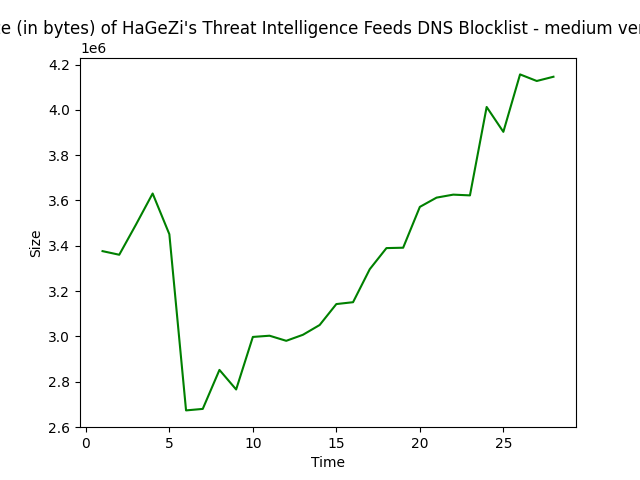 e (in bytes) of HaGeZi's Threat Intelligence Feeds DNS Blocklist - medium ver
1e6
4.2
4.0
3.8
3.6
3.4
3.2
3.0
2.8
2.6
Size
0 5 10 15 20 25
Time